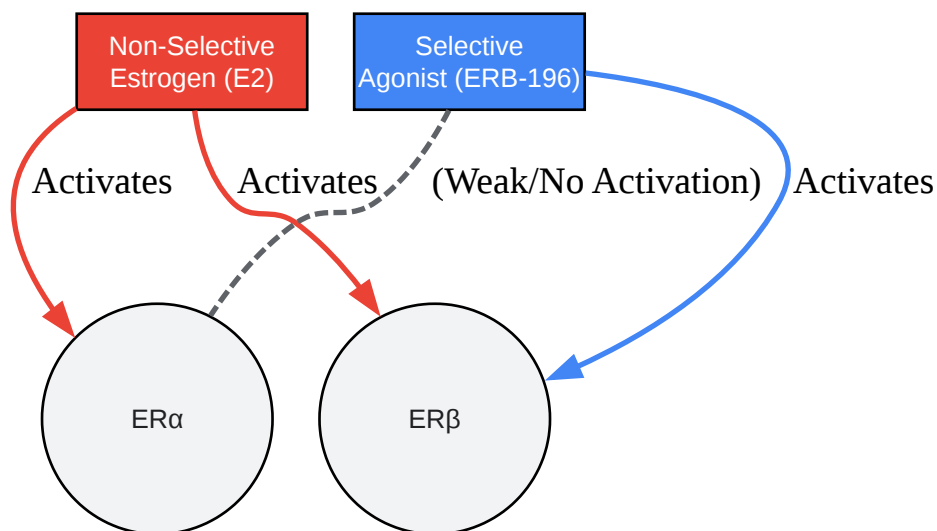 Non-Selective
Estrogen (E2)
Selective
Agonist (ERB-196)
Activates
Activates
(Weak/No Activation)
Activates
ERα
ERβ